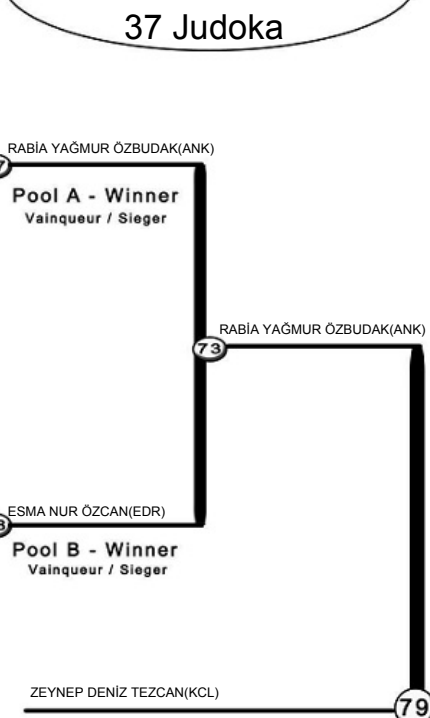 37 Judoka
RABİA YAĞMUR ÖZBUDAK(ANK)
Pool A - Winner
Vainqueur / Sieger
RABİA YAĞMUR ÖZBUDAK(ANK)
73
ESMA NUR ÖZCAN(EDR)
Pool B - Winner
Vainqueur / Sieger
ZEYNEP DENİZ TEZCAN(KCL)
79